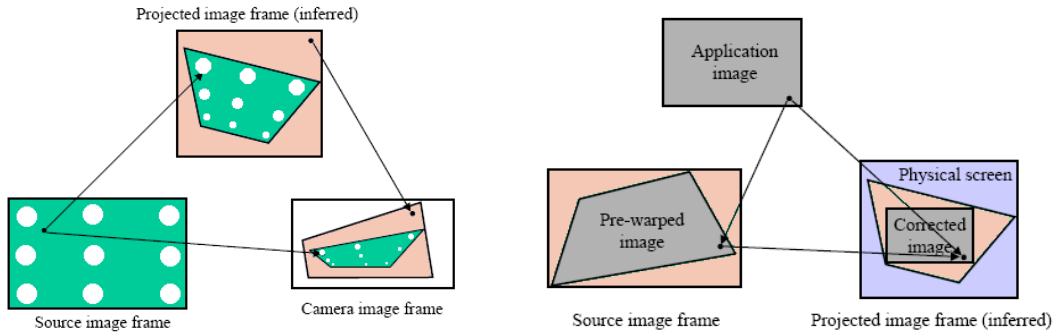 Projected image frame (inferred)
Source image frame
Camera image frame
Application
image
Pre-warped
image
Source image frame
Physical screen
Corrected
image
Projected image frame (inferred)